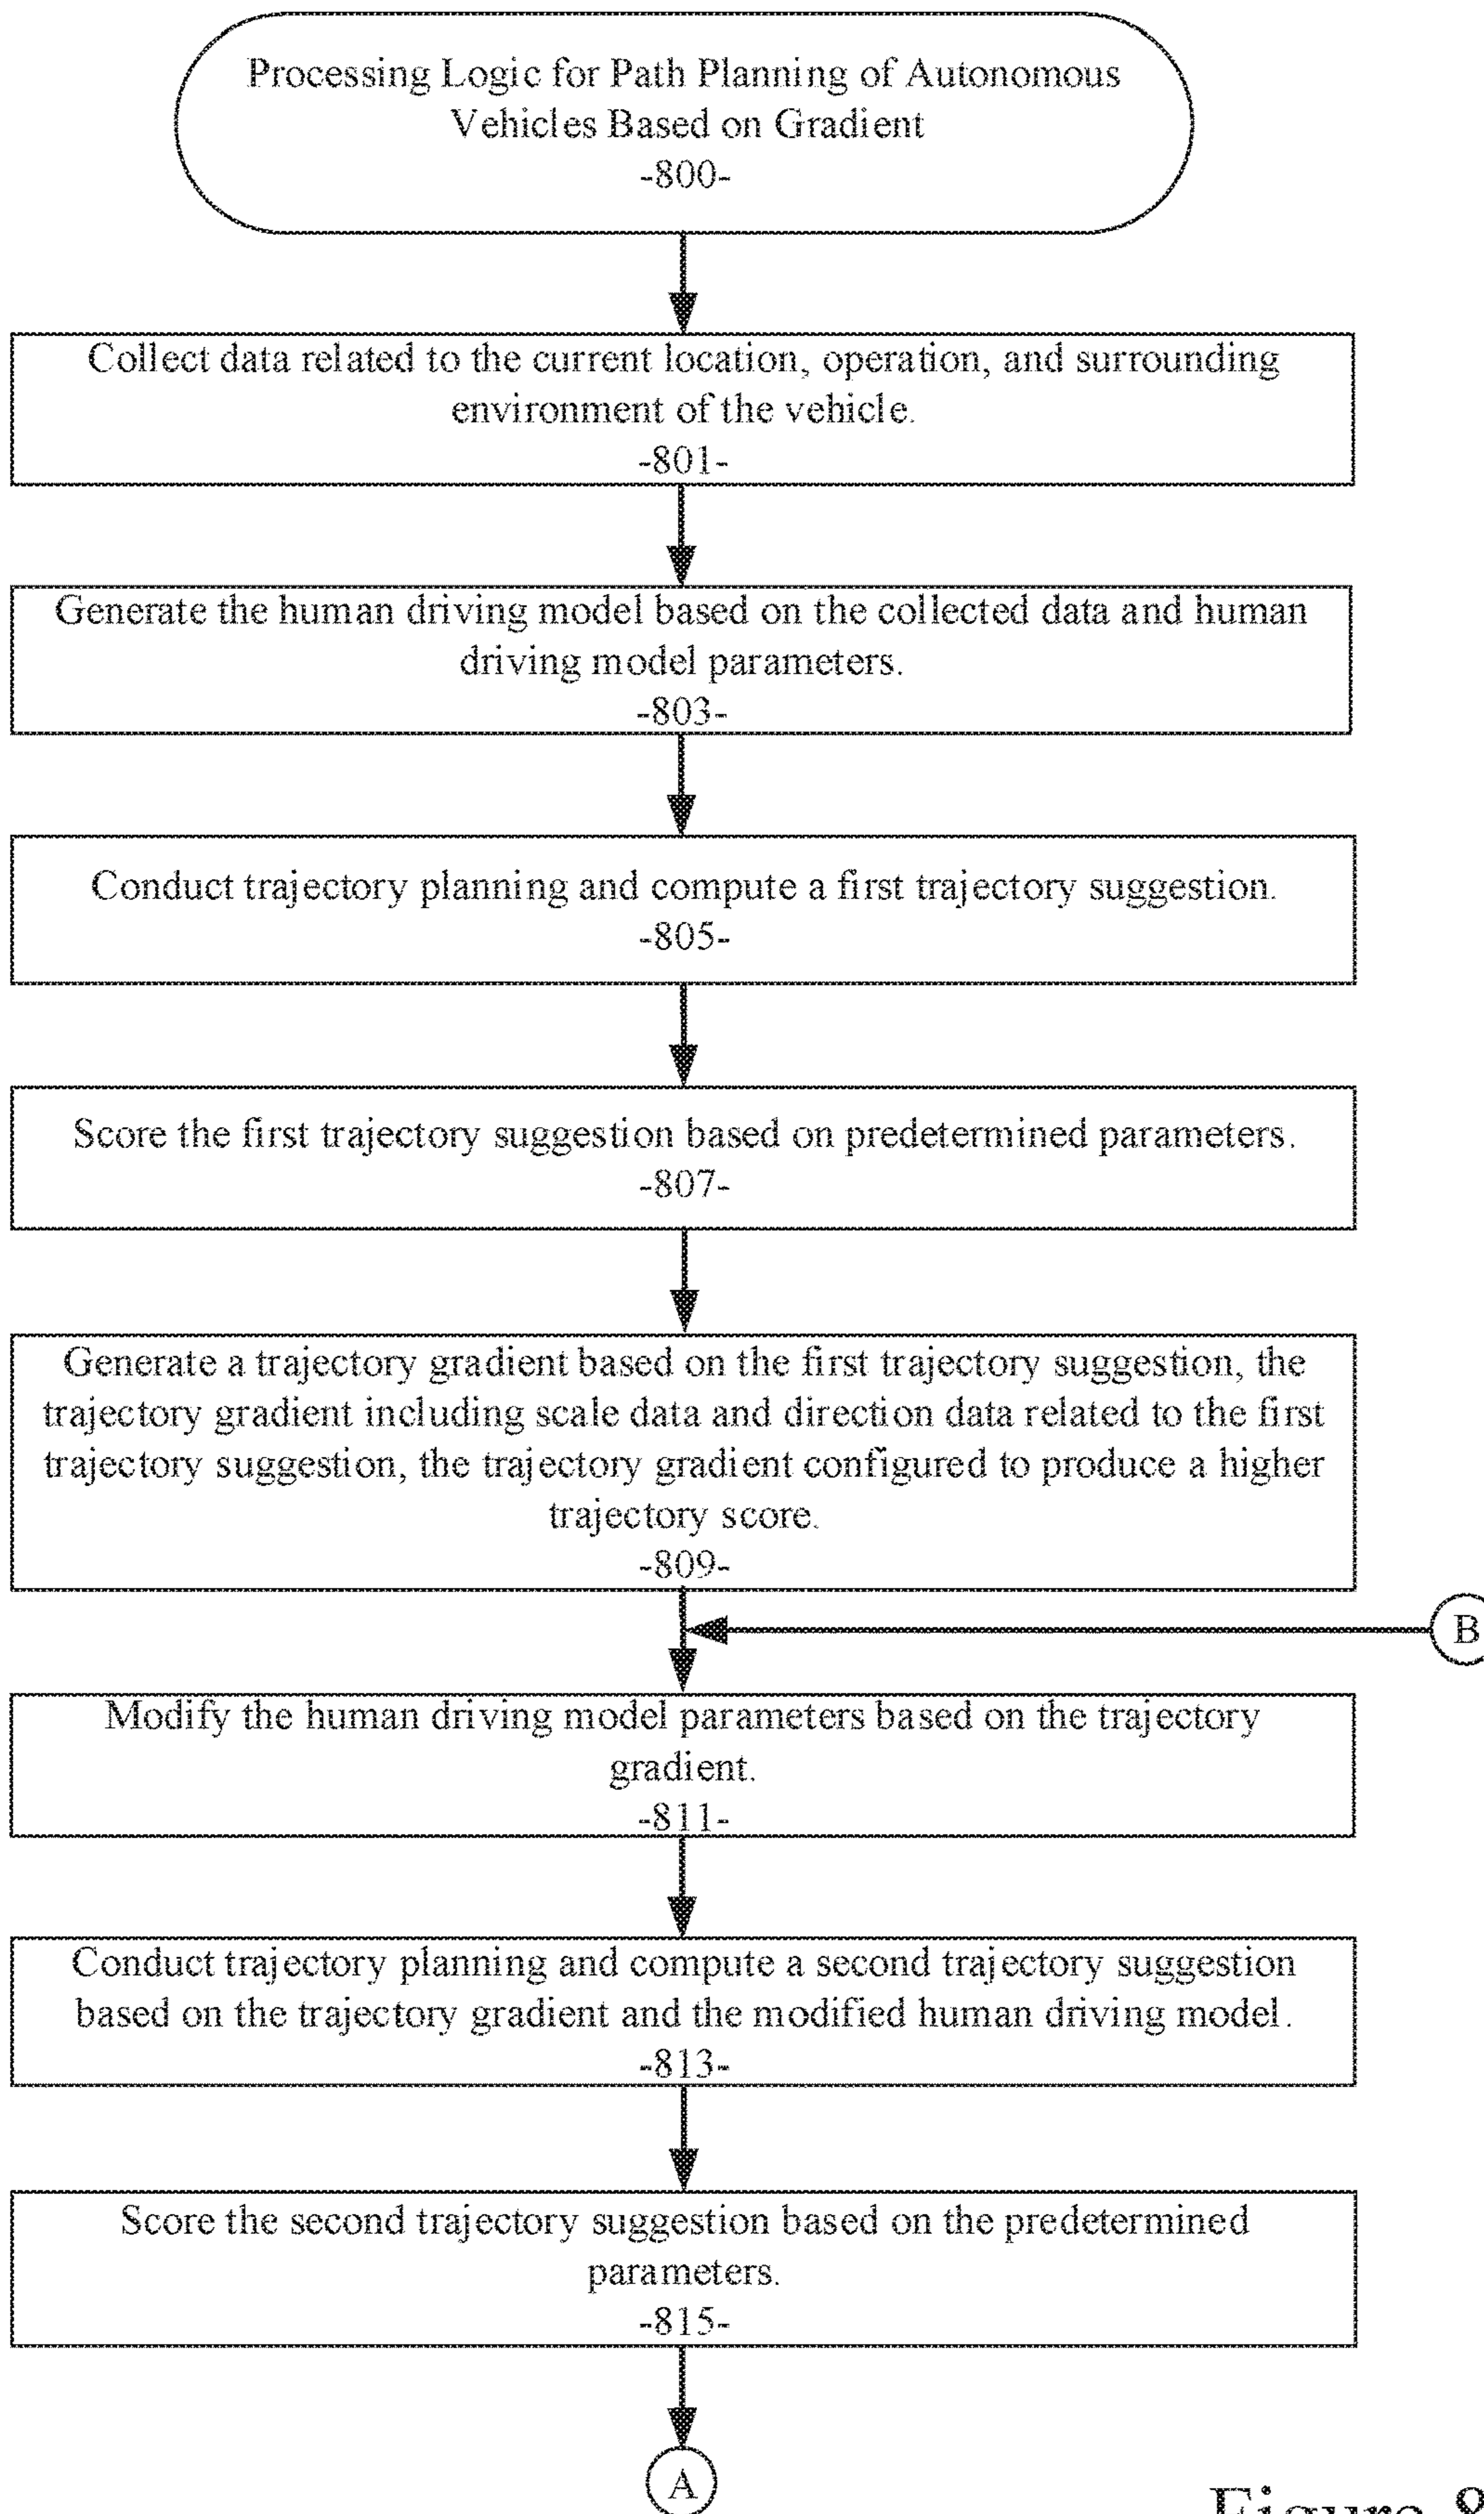 Processing Logic for Path Planning of Autonomous
Vehicles Based on Gradient
-800-
Collect data related to the current location, operation, and surrounding
environment of the vehicle.
-801-
Generate the human driving model based on the collected data and human
driving model parameters.
-803-
Conduct trajectory planning and compute a first trajectory suggestion.
-805-
Score the first trajectory suggestion based on predetermined parameters.
-807-
Generate a trajectory gradient based on the first trajectory suggestion, the
trajectory gradient including scale data and direction data related to the first
trajectory suggestion, the trajectory gradient configured to produce a higher
trajectory score.
-809-
B
Modify the human driving model parameters based on the trajectory
gradient.
-811-
Conduct trajectory planning and compute a second trajectory suggestion
based on the trajectory gradient and the modified human driving model.
-813-
Score the second trajectory suggestion based on the predetermined
parameters.
-815-
A
Figure 8